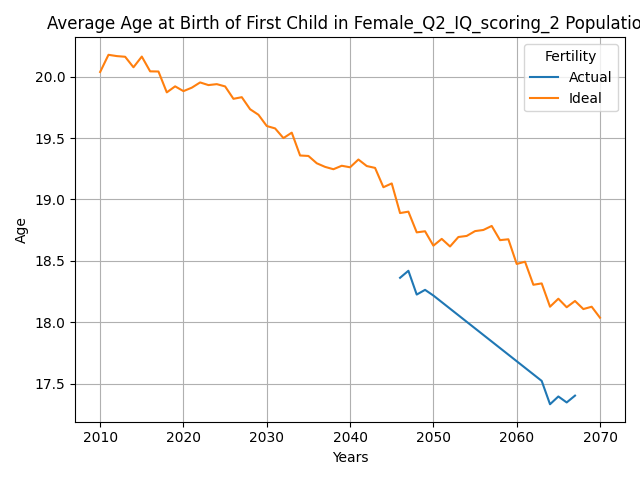 Average Age at Birth of First Child in Female_Q2_IQ_scoring_2 Populatio
Fertility
Actual
Ideal
20.0
19.5
19.0
18.5
18.0
17.5
Age
2010
2020
2030
2040
2050
2060
2070
Years